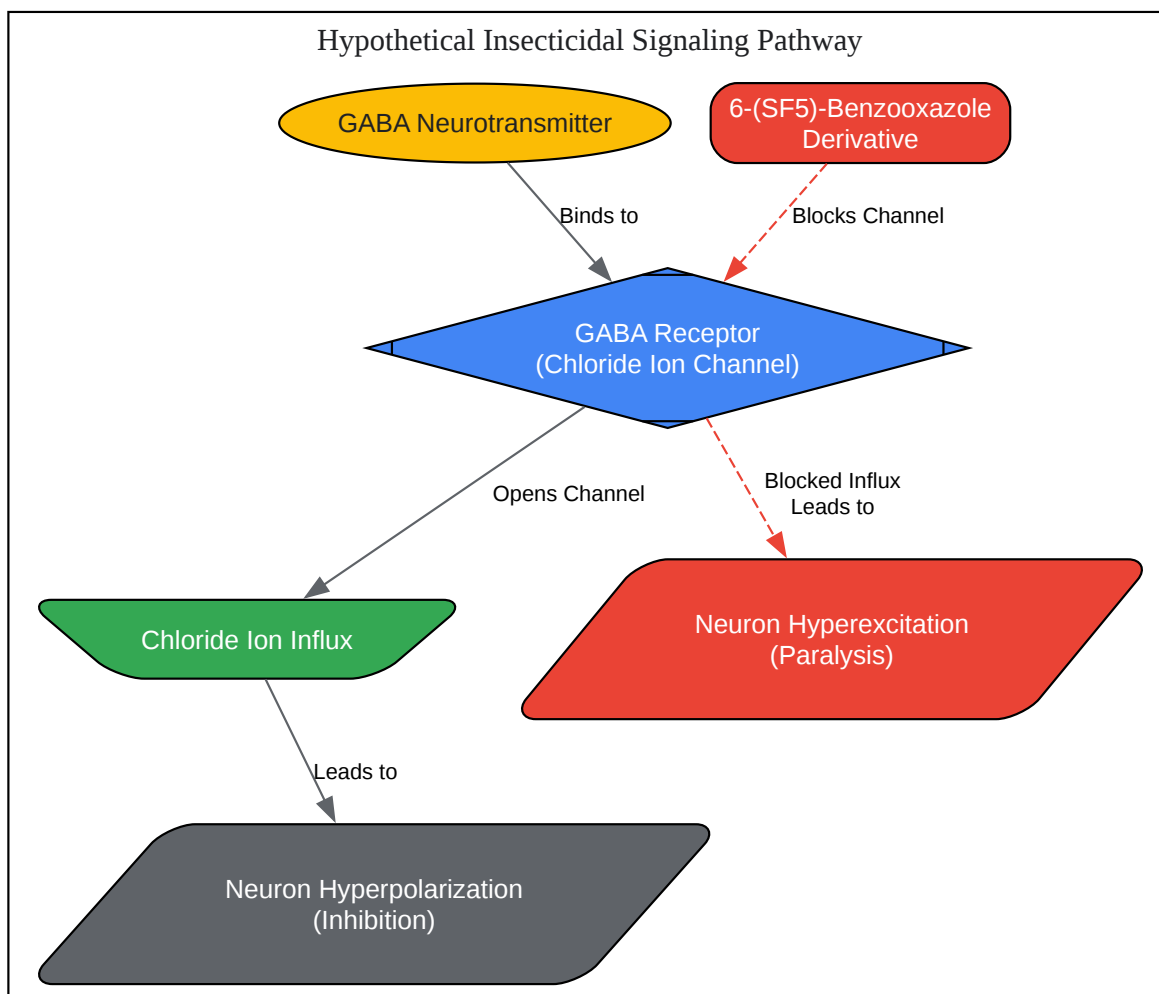 Hypothetical Insecticidal Signaling Pathway
GABA Neurotransmitter
6-(SF5)-Benzooxazole
Derivative
Binds to
Blocks Channel
GABA Receptor
(Chloride Ion Channel)
Opens Channel
Blocked Influx
Leads to
Chloride Ion Influx
Neuron Hyperexcitation
(Paralysis)
Leads to
Neuron Hyperpolarization
(Inhibition)